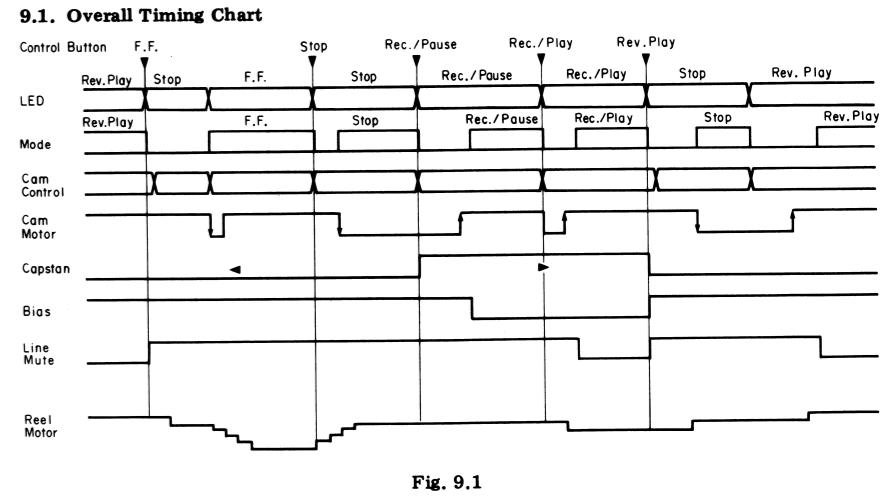 9.1. Overall Timing Chart
Control Button F.F. Stop Rec./Pause Rec./Play Rev.Play
LED Rev.Play Stop F.F. Stop Rec./Pause Rec./Play Stop Rev. Play
Mode Rev.Play F.F. Stop Rec./Pause Rec./Play Stop Rev.Play
Cam
Control
Cam
Motor
Capstan
Bias
Line
Mute
Reel
Motor
Fig. 9.1